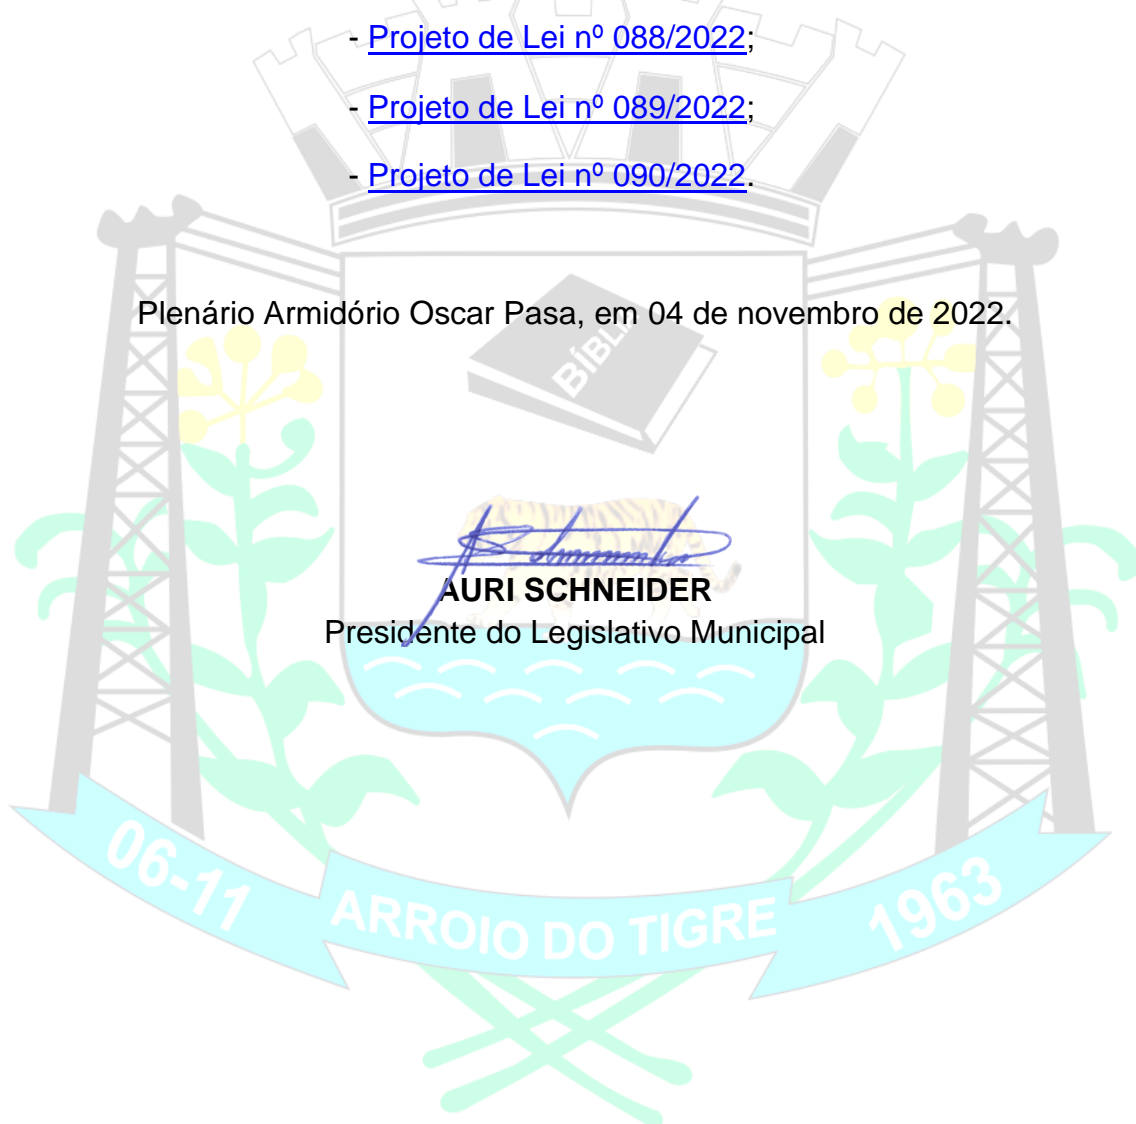 - Projeto de Lei nº 088/2022;
- Projeto de Lei nº 089/2022;
- Projeto de Lei nº 090/2022.
Plenário Armidório Oscar Pasa, em 04 de novembro de 2022.
BÍBLIA
AURI SCHNEIDER
Presidente do Legislativo Municipal
06-11
ARROIO DO TIGRE
1963